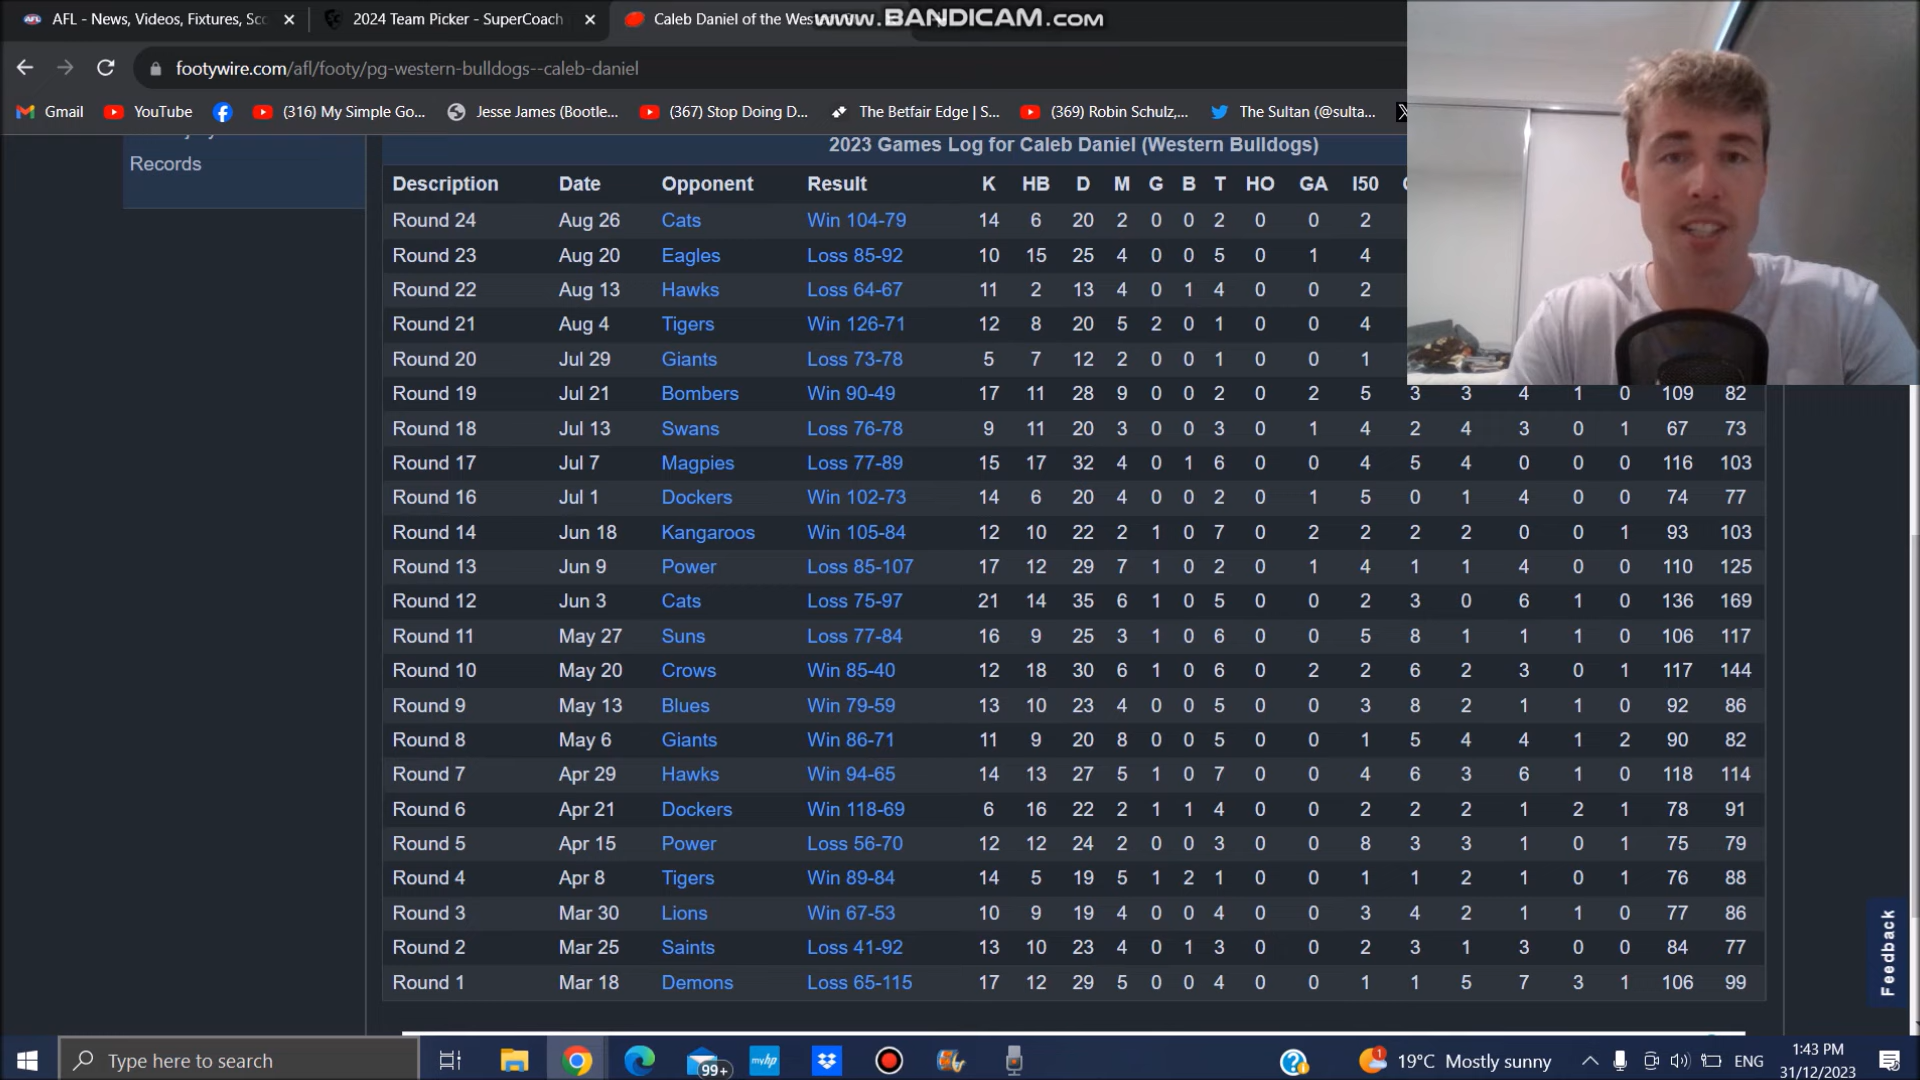 AFL - News, Videos, Fixtures, Sco
2024 Team Picker - SuperCoach
Caleb Daniel of the Wes
www.BANDICAM.com
footywire.com/afl/footy/pg-western-bulldogs--caleb-daniel
Gmail YouTube (316) My Simple Go... Jesse James (Bootle... (367) Stop Doing D... The Betfair Edge | S... (369) Robin Schulz,... The Sultan (@sulta...
Records
2023 Games Log for Caleb Daniel (Western Bulldogs)
Description Date Opponent Result K HB D M G B T HO GA I50
Round 24 Aug 26 Cats Win 104-79 14 6 20 2 0 0 2 0 0 2
Round 23 Aug 20 Eagles Loss 85-92 10 15 25 4 0 0 5 0 1 4
Round 22 Aug 13 Hawks Loss 64-67 11 2 13 4 0 1 4 0 0 2
Round 21 Aug 4 Tigers Win 126-71 12 8 20 5 2 0 1 0 0 4
Round 20 Jul 29 Giants Loss 73-78 5 7 12 2 0 0 1 0 0 1
Round 19 Jul 21 Bombers Win 90-49 17 11 28 9 0 0 2 0 2 5 3 3 4 1 0 109 82
Round 18 Jul 13 Swans Loss 76-78 9 11 20 3 0 0 3 0 1 4 2 4 3 0 1 67 73
Round 17 Jul 7 Magpies Loss 77-89 15 17 32 4 0 1 6 0 0 4 5 4 0 0 0 116 103
Round 16 Jul 1 Dockers Win 102-73 14 6 20 4 0 0 2 0 1 5 0 1 4 0 0 74 77
Round 14 Jun 18 Kangaroos Win 105-84 12 10 22 2 1 0 7 0 2 2 2 2 0 0 1 93 103
Round 13 Jun 9 Power Loss 85-107 17 12 29 7 1 0 2 0 1 4 1 1 4 0 0 110 125
Round 12 Jun 3 Cats Loss 75-97 21 14 35 6 1 0 5 0 0 2 3 0 6 1 0 136 169
Round 11 May 27 Suns Loss 77-84 16 9 25 3 1 0 6 0 0 5 8 1 1 1 0 106 117
Round 10 May 20 Crows Win 85-40 12 18 30 6 1 0 6 0 2 2 6 2 3 0 1 117 144
Round 9 May 13 Blues Win 79-59 13 10 23 4 0 0 5 0 0 3 8 2 1 1 0 92 86
Round 8 May 6 Giants Win 86-71 11 9 20 8 0 0 5 0 0 1 5 4 4 1 2 90 82
Round 7 Apr 29 Hawks Win 94-65 14 13 27 5 1 0 7 0 0 4 6 3 6 1 0 118 114
Round 6 Apr 21 Dockers Win 118-69 6 16 22 2 1 1 4 0 0 2 2 2 1 2 1 78 91
Round 5 Apr 15 Power Loss 56-70 12 12 24 2 0 0 3 0 0 8 3 3 1 0 1 75 79
Round 4 Apr 8 Tigers Win 89-84 14 5 19 5 1 2 1 0 0 1 1 2 1 0 1 76 88
Round 3 Mar 30 Lions Win 67-53 10 9 19 4 0 0 4 0 0 3 4 2 1 1 0 77 86
Round 2 Mar 25 Saints Loss 41-92 13 10 23 4 0 1 3 0 0 2 3 1 3 0 0 84 77
Round 1 Mar 18 Demons Loss 65-115 17 12 29 5 0 0 4 0 0 1 1 5 7 3 1 106 99
Feedback
Type here to search
99+
myhp
1
19°C Mostly sunny
ENG
1:43 PM
31/12/2023